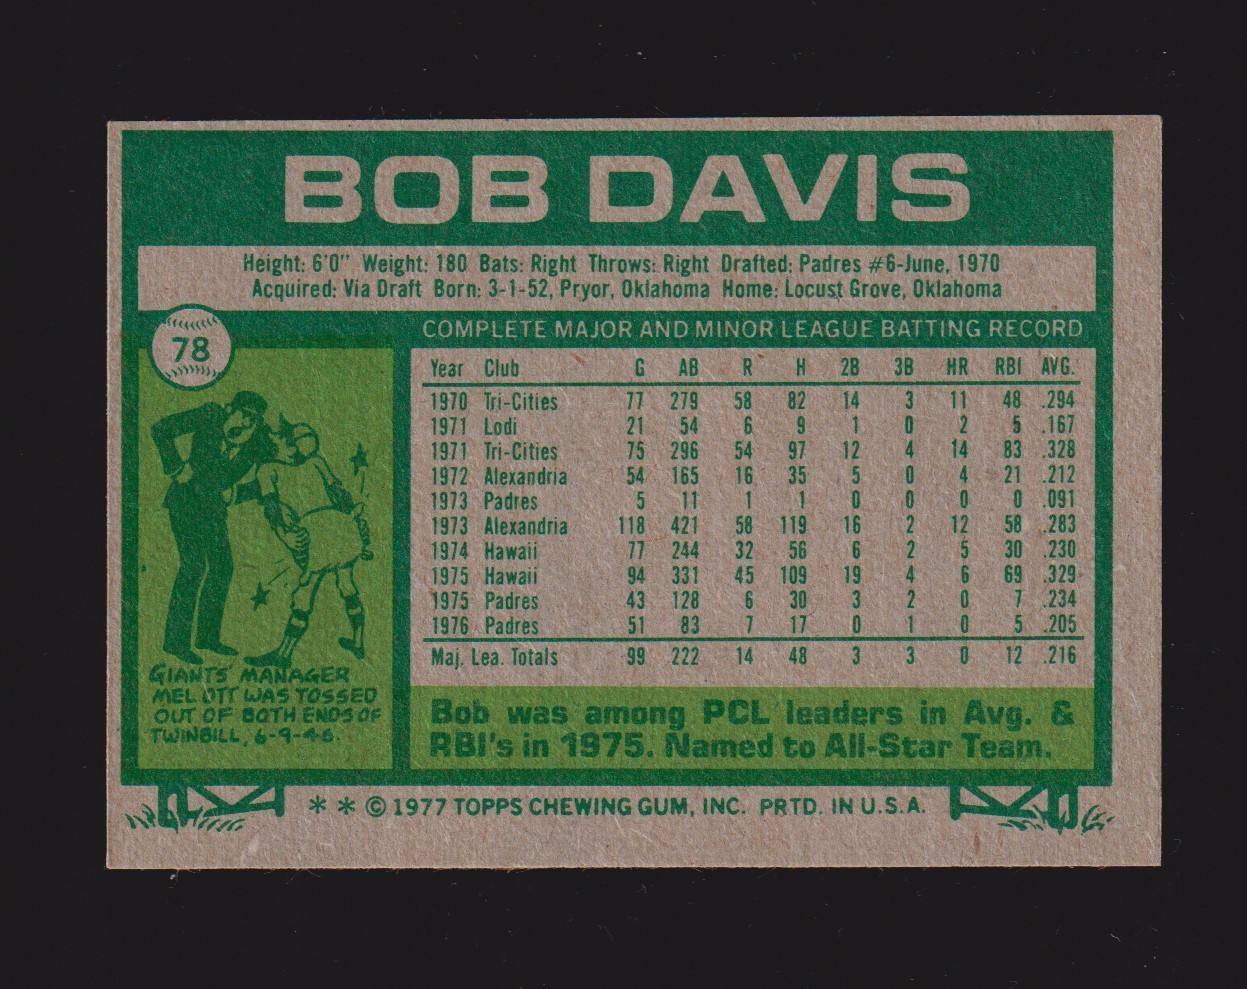 BOB DAVIS
Height: 6'0" Weight: 180 Bats: Right Throws: Right Drafted: Padres #6-June, 1970
Acquired: Via Draft Born: 3-1-52, Pryor, Oklahoma Home: Locust Grove, Oklahoma
78
COMPLETE MAJOR AND MINOR LEAGUE BATTING RECORD
Year Club G AB R H 2B 3B HR RBI AVG.
1970 Tri-Cities 77 279 58 82 14 3 11 48 .294
1971 Lodi 21 54 6 9 1 0 2 5 .167
1971 Tri-Cities 75 296 54 97 12 4 14 83 .328
1972 Alexandria 54 165 16 35 5 0 4 21 .212
1973 Padres 5 11 1 1 0 0 0 0 .091
1973 Alexandria 118 421 58 119 16 2 12 58 .283
1974 Hawaii 77 244 32 56 6 2 5 30 .230
1975 Hawaii 94 331 45 109 19 4 6 69 .329
1975 Padres 43 128 6 30 3 2 0 7 .234
1976 Padres 51 83 7 17 0 1 0 5 .205
Maj. Lea. Totals 99 222 14 48 3 3 0 12 .216
GIANTS' MANAGER
MEL OTT WAS TOSSED
OUT OF BOTH ENDS OF
TWINBILL, 6-9-46.
Bob was among PCL leaders in Avg. &
RBI's in 1975. Named to All-Star Team.
* * © 1977 TOPPS CHEWING GUM, INC. PRTD. IN U.S.A.